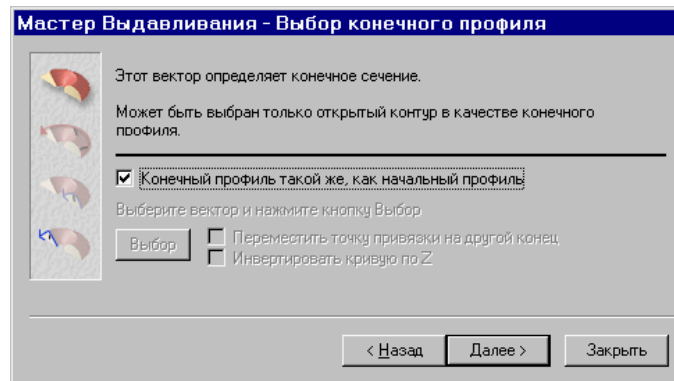 Мастер Выдавливания - Выбор конечного профиля
Этот вектор определяет конечное сечение.
Может быть выбран только открытый контур в качестве конечного
профиля.
Конечный профиль такой же, как начальный профиль
Выберите вектор и нажмите кнопку Выбор
Выбор
Переместить точку привязки на другой конец
Инвертировать кривую по Z
< Назад
Далее >
Закрыть